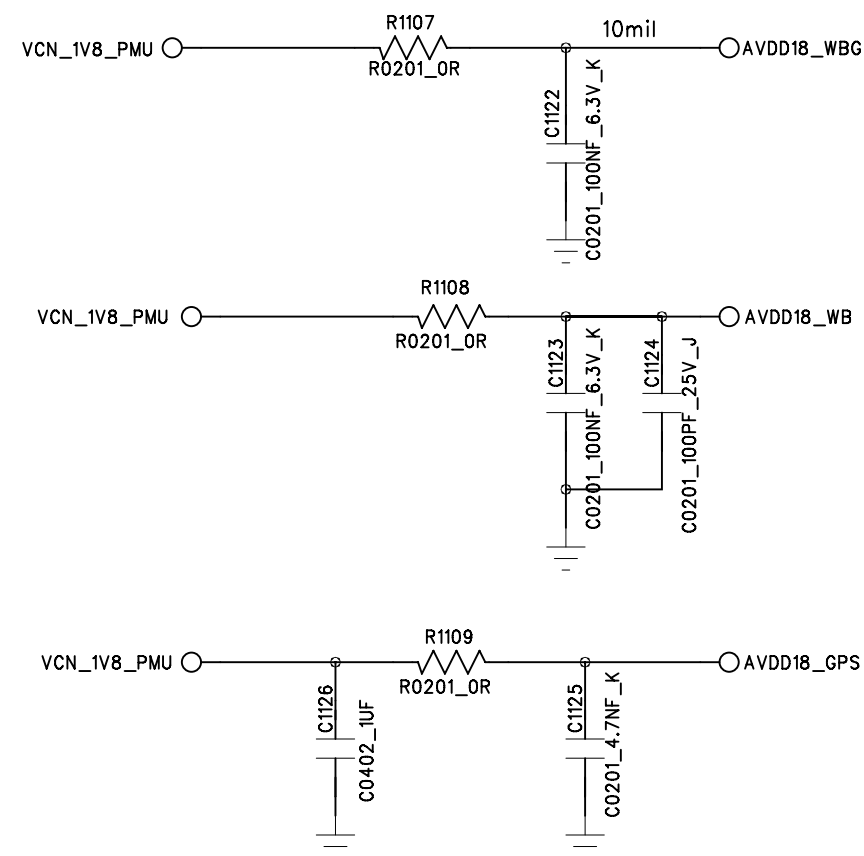 R1107
10mil
VCN_1V8_PMU
AVDD18_WBG
R0201_0R
C1122
C0201_100NF_6.3V_K
R1108
VCN_1V8_PMU
AVDD18_WB
R0201_0R
C1123
C0201_100NF_6.3V_K
C1124
C0201_100PF_25V_J
R1109
VCN_1V8_PMU
AVDD18_GPS
R0201_0R
C1126
C0402_1UF
C1125
C0201_4.7NF_K